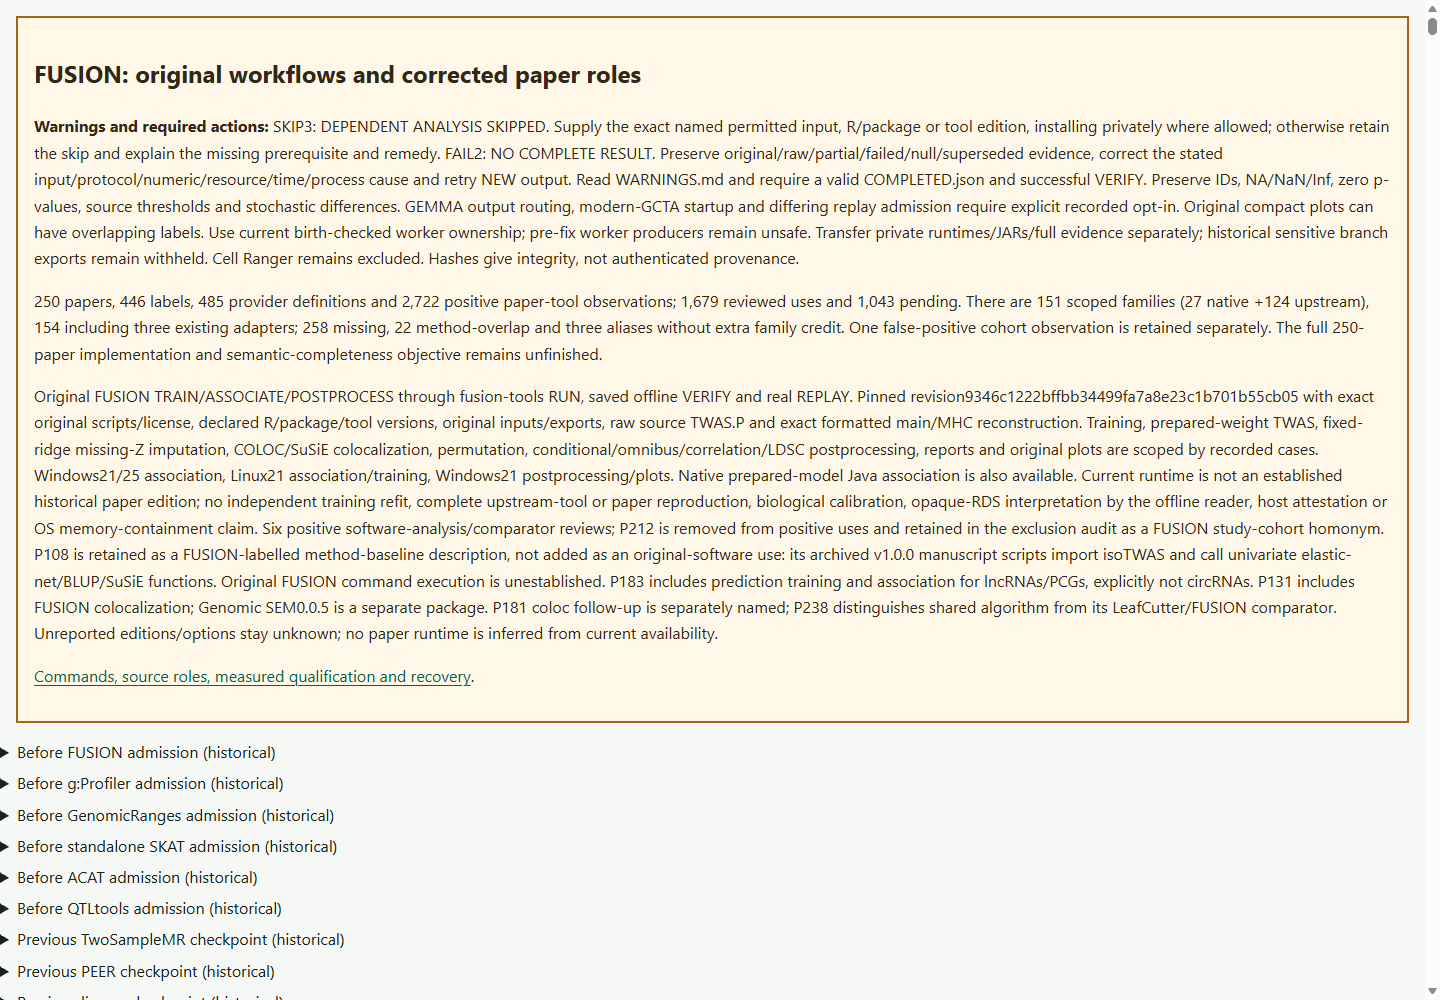 FUSION: original workflows and corrected paper roles
Warnings and required actions: SKIP3: DEPENDENT ANALYSIS SKIPPED. Supply the exact named permitted input, R/package or tool edition, installing privately where allowed; otherwise retain
the skip and explain the missing prerequisite and remedy. FAIL2: NO COMPLETE RESULT. Preserve original/raw/partial/failed/null/superseded evidence, correct the stated
input/protocol/numeric/resource/time/process cause and retry NEW output. Read WARNINGS.md and require a valid COMPLETED.json and successful VERIFY. Preserve IDs, NA/NaN/Inf, zero p-
values, source thresholds and stochastic differences. GEMMA output routing, modern-GCTA startup and differing replay admission require explicit recorded opt-in. Original compact plots can
have overlapping labels. Use current birth-checked worker ownership; pre-fix worker producers remain unsafe. Transfer private runtimes/JARs/full evidence separately; historical sensitive branch
exports remain withheld. Cell Ranger remains excluded. Hashes give integrity, not authenticated provenance.
250 papers, 446 labels, 485 provider definitions and 2,722 positive paper-tool observations; 1,679 reviewed uses and 1,043 pending. There are 151 scoped families (27 native +124 upstream),
154 including three existing adapters; 258 missing, 22 method-overlap and three aliases without extra family credit. One false-positive cohort observation is retained separately. The full 250-
paper implementation and semantic-completeness objective remains unfinished.
Original FUSION TRAIN/ASSOCIATE/POSTPROCESS through fusion-tools RUN, saved offline VERIFY and real REPLAY. Pinned revision9346c1222bffbb34499fa7a8e23c1b701b55cb05 with exact
original scripts/license, declared R/package/tool versions, original inputs/exports, raw source TWAS.P and exact formatted main/MHC reconstruction. Training, prepared-weight TWAS, fixed-
ridge missing-Z imputation, COLOC/SuSiE colocalization, permutation, conditional/omnibus/correlation/LDSC postprocessing, reports and original plots are scoped by recorded cases.
Windows21/25 association, Linux21 association/training, Windows21 postprocessing/plots. Native prepared-model Java association is also available. Current runtime is not an established
historical paper edition; no independent training refit, complete upstream-tool or paper reproduction, biological calibration, opaque-RDS interpretation by the offline reader, host attestation or
OS memory-containment claim. Six positive software-analysis/comparator reviews; P212 is removed from positive uses and retained in the exclusion audit as a FUSION study-cohort homonym.
P108 is retained as a FUSION-labelled method-baseline description, not added as an original-software use: its archived v1.0.0 manuscript scripts import isoTWAS and call univariate elastic-
net/BLUP/SuSiE functions. Original FUSION command execution is unestablished. P183 includes prediction training and association for lncRNAs/PCGs, explicitly not circRNAs. P131 includes
FUSION colocalization; Genomic SEM0.0.5 is a separate package. P181 coloc follow-up is separately named; P238 distinguishes shared algorithm from its LeafCutter/FUSION comparator.
Unreported editions/options stay unknown; no paper runtime is inferred from current availability.
Commands, source roles, measured qualification and recovery.
Before FUSION admission (historical)
Before g:Profiler admission (historical)
Before GenomicRanges admission (historical)
Before standalone SKAT admission (historical)
Before ACAT admission (historical)
Before QTLtools admission (historical)
Previous TwoSampleMR checkpoint (historical)
Previous PEER checkpoint (historical)